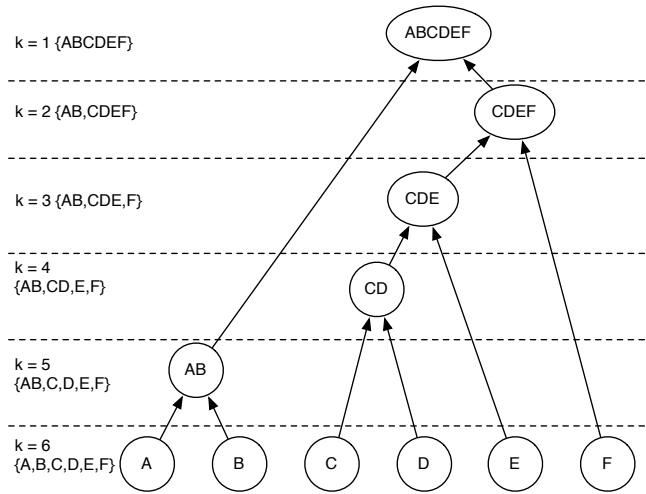 k = 1 {ABCDEF}
ABCDEF
k = 2 {AB,CDEF}
CDEF
k = 3 {AB,CDE,F}
CDE
k = 4
{AB,CD,E,F}
CD
k = 5
{AB,C,D,E,F}
AB
k = 6
{A,B,C,D,E,F}
A B C D E F